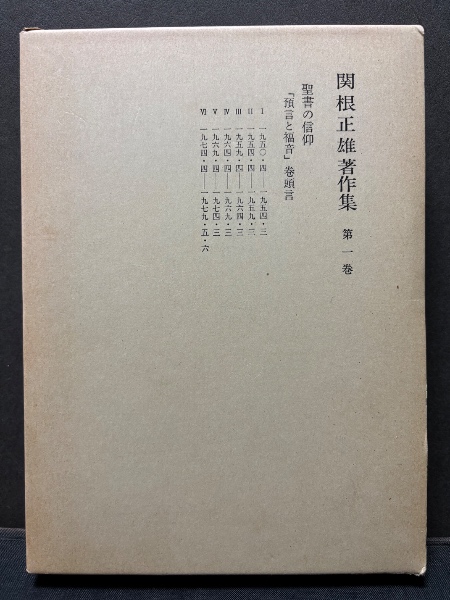 関根正雄著作集 第一巻
聖書の信仰
『預言と福音』巻頭言
Ⅰ 一九五〇・四――一九五四・三
Ⅱ 一九五四・四――一九五九・三
Ⅲ 一九五九・四――一九六四・三
Ⅳ 一九六四・四――一九六九・三
Ⅴ 一九六九・四――一九七四・三
Ⅵ 一九七四・四――一九七九・五・六